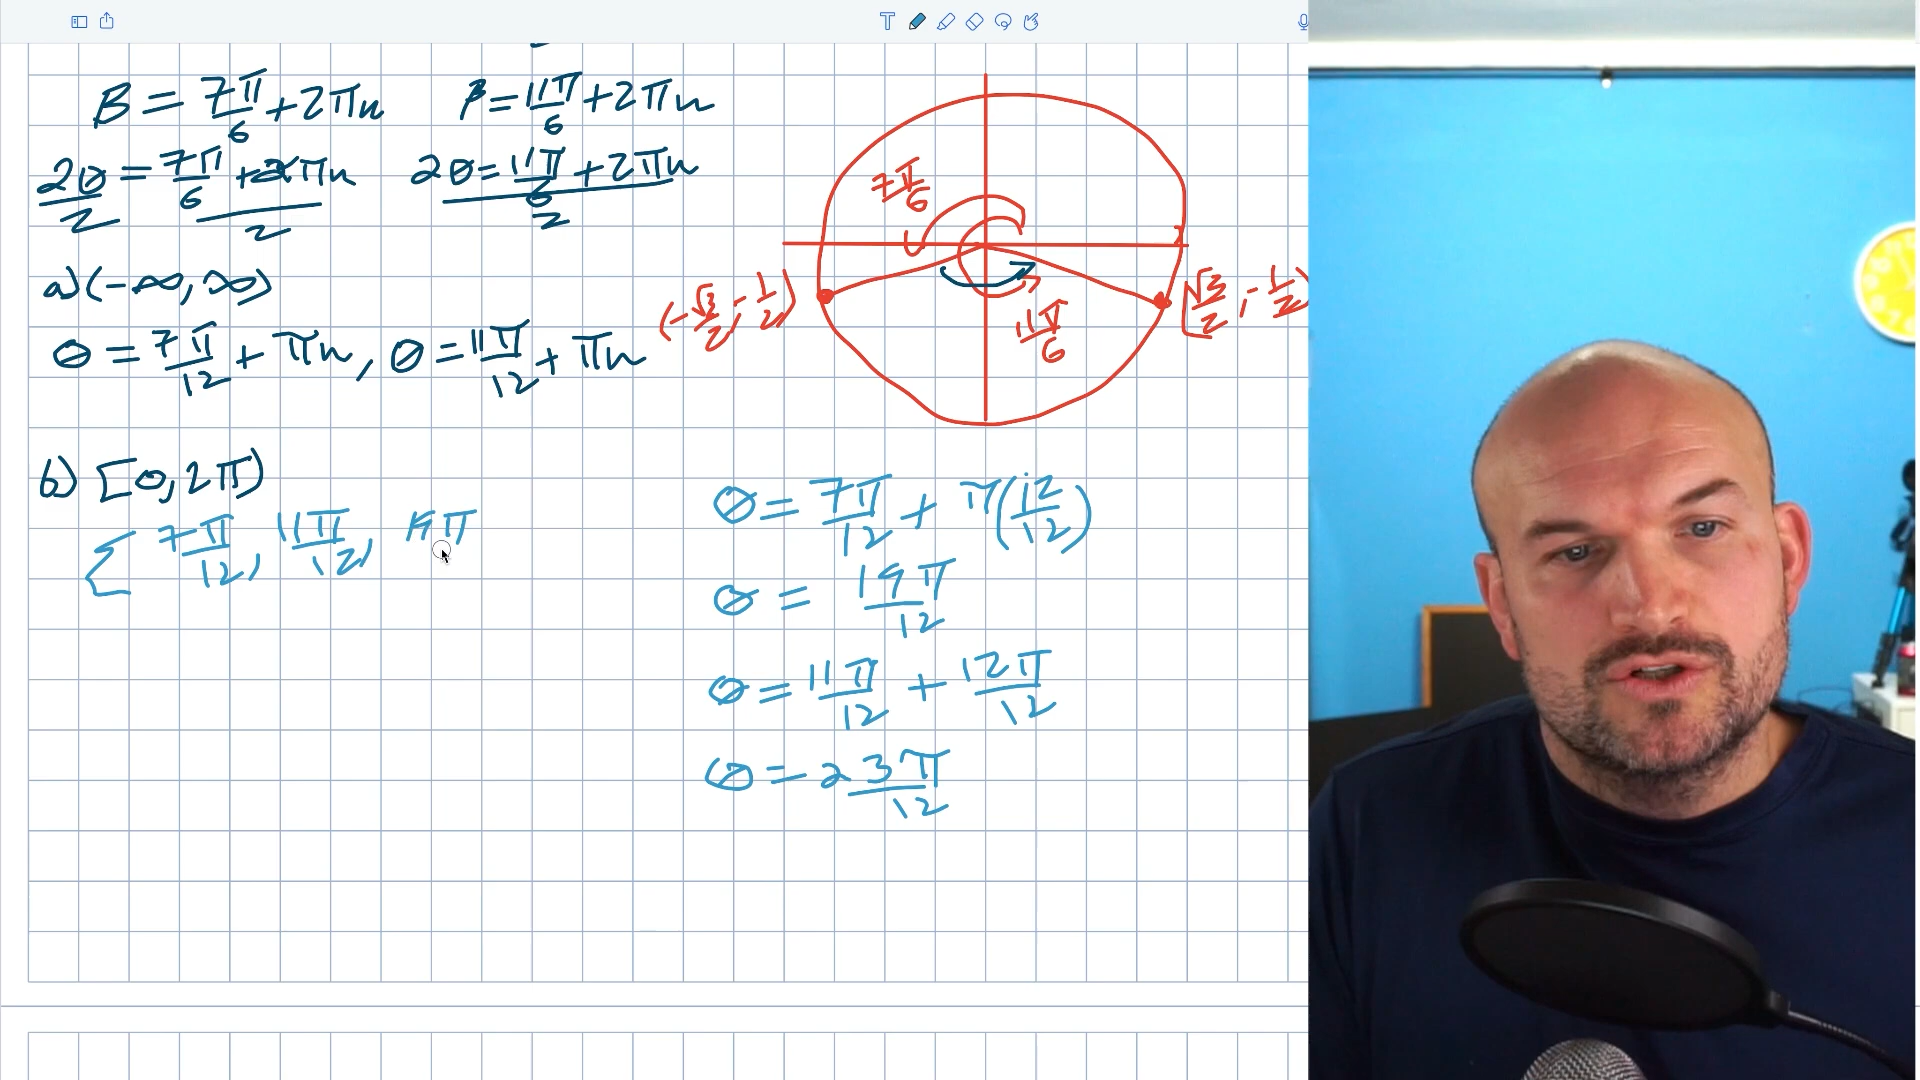 T
β = 7π/6 + 2πn   β = 11π/6 + 2πn
2θ/2 = 7π/6 + 2πn/2   2θ = 11π/6 + 2πn/2
a) (-∞, ∞)
θ = 7π/12 + πn, θ = 11π/12 + πn
7π/6
(-√3/2, -1/2)   (√3/2, -1/2)
11π/6
b) [0, 2π)
{ 7π/12, 11π/12, 19π
θ = 7π/12 + π(12/12)
θ = 19π/12
θ = 11π/12 + 12π/12
θ = 23π/12